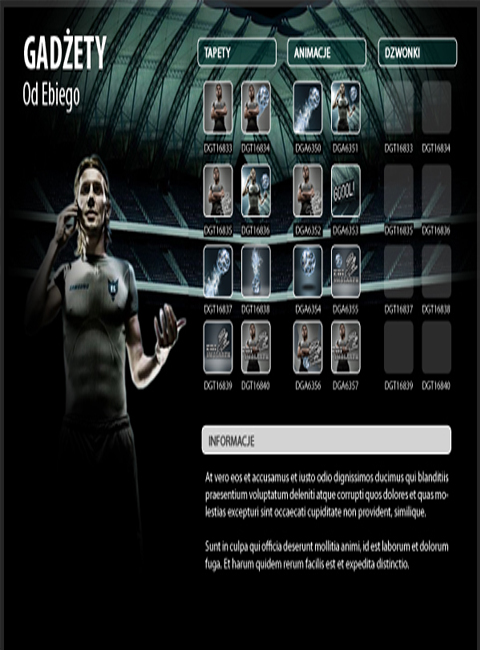 GADŻETY
Od Ebiego
TAPETY
ANIMACJE
DZWONKI
DGT16833 DGT16834 DGA6350 DGA6351 DGT16833 DGT16834
GOOOL!
DGT16835 DGT16836 DGA6352 DGA6353 DGT16835 DGT16836
DGT16837 DGT16838 DGA6354 DGA6355 DGT16837 DGT16838
DGT16839 DGT16840 DGA6356 DGA6357 DGT16839 DGT16840
INFORMACJE
At vero eos et accusamus et iusto odio dignissimos ducimus qui blanditiis
praesentium voluptatum deleniti atque corrupti quos dolores et quas mo-
lestias excepturi sint occaecati cupiditate non provident, similique.
Sunt in culpa qui officia deserunt mollitia animi, id est laborum et dolorum
fuga. Et harum quidem rerum facilis est et expedita distinctio.